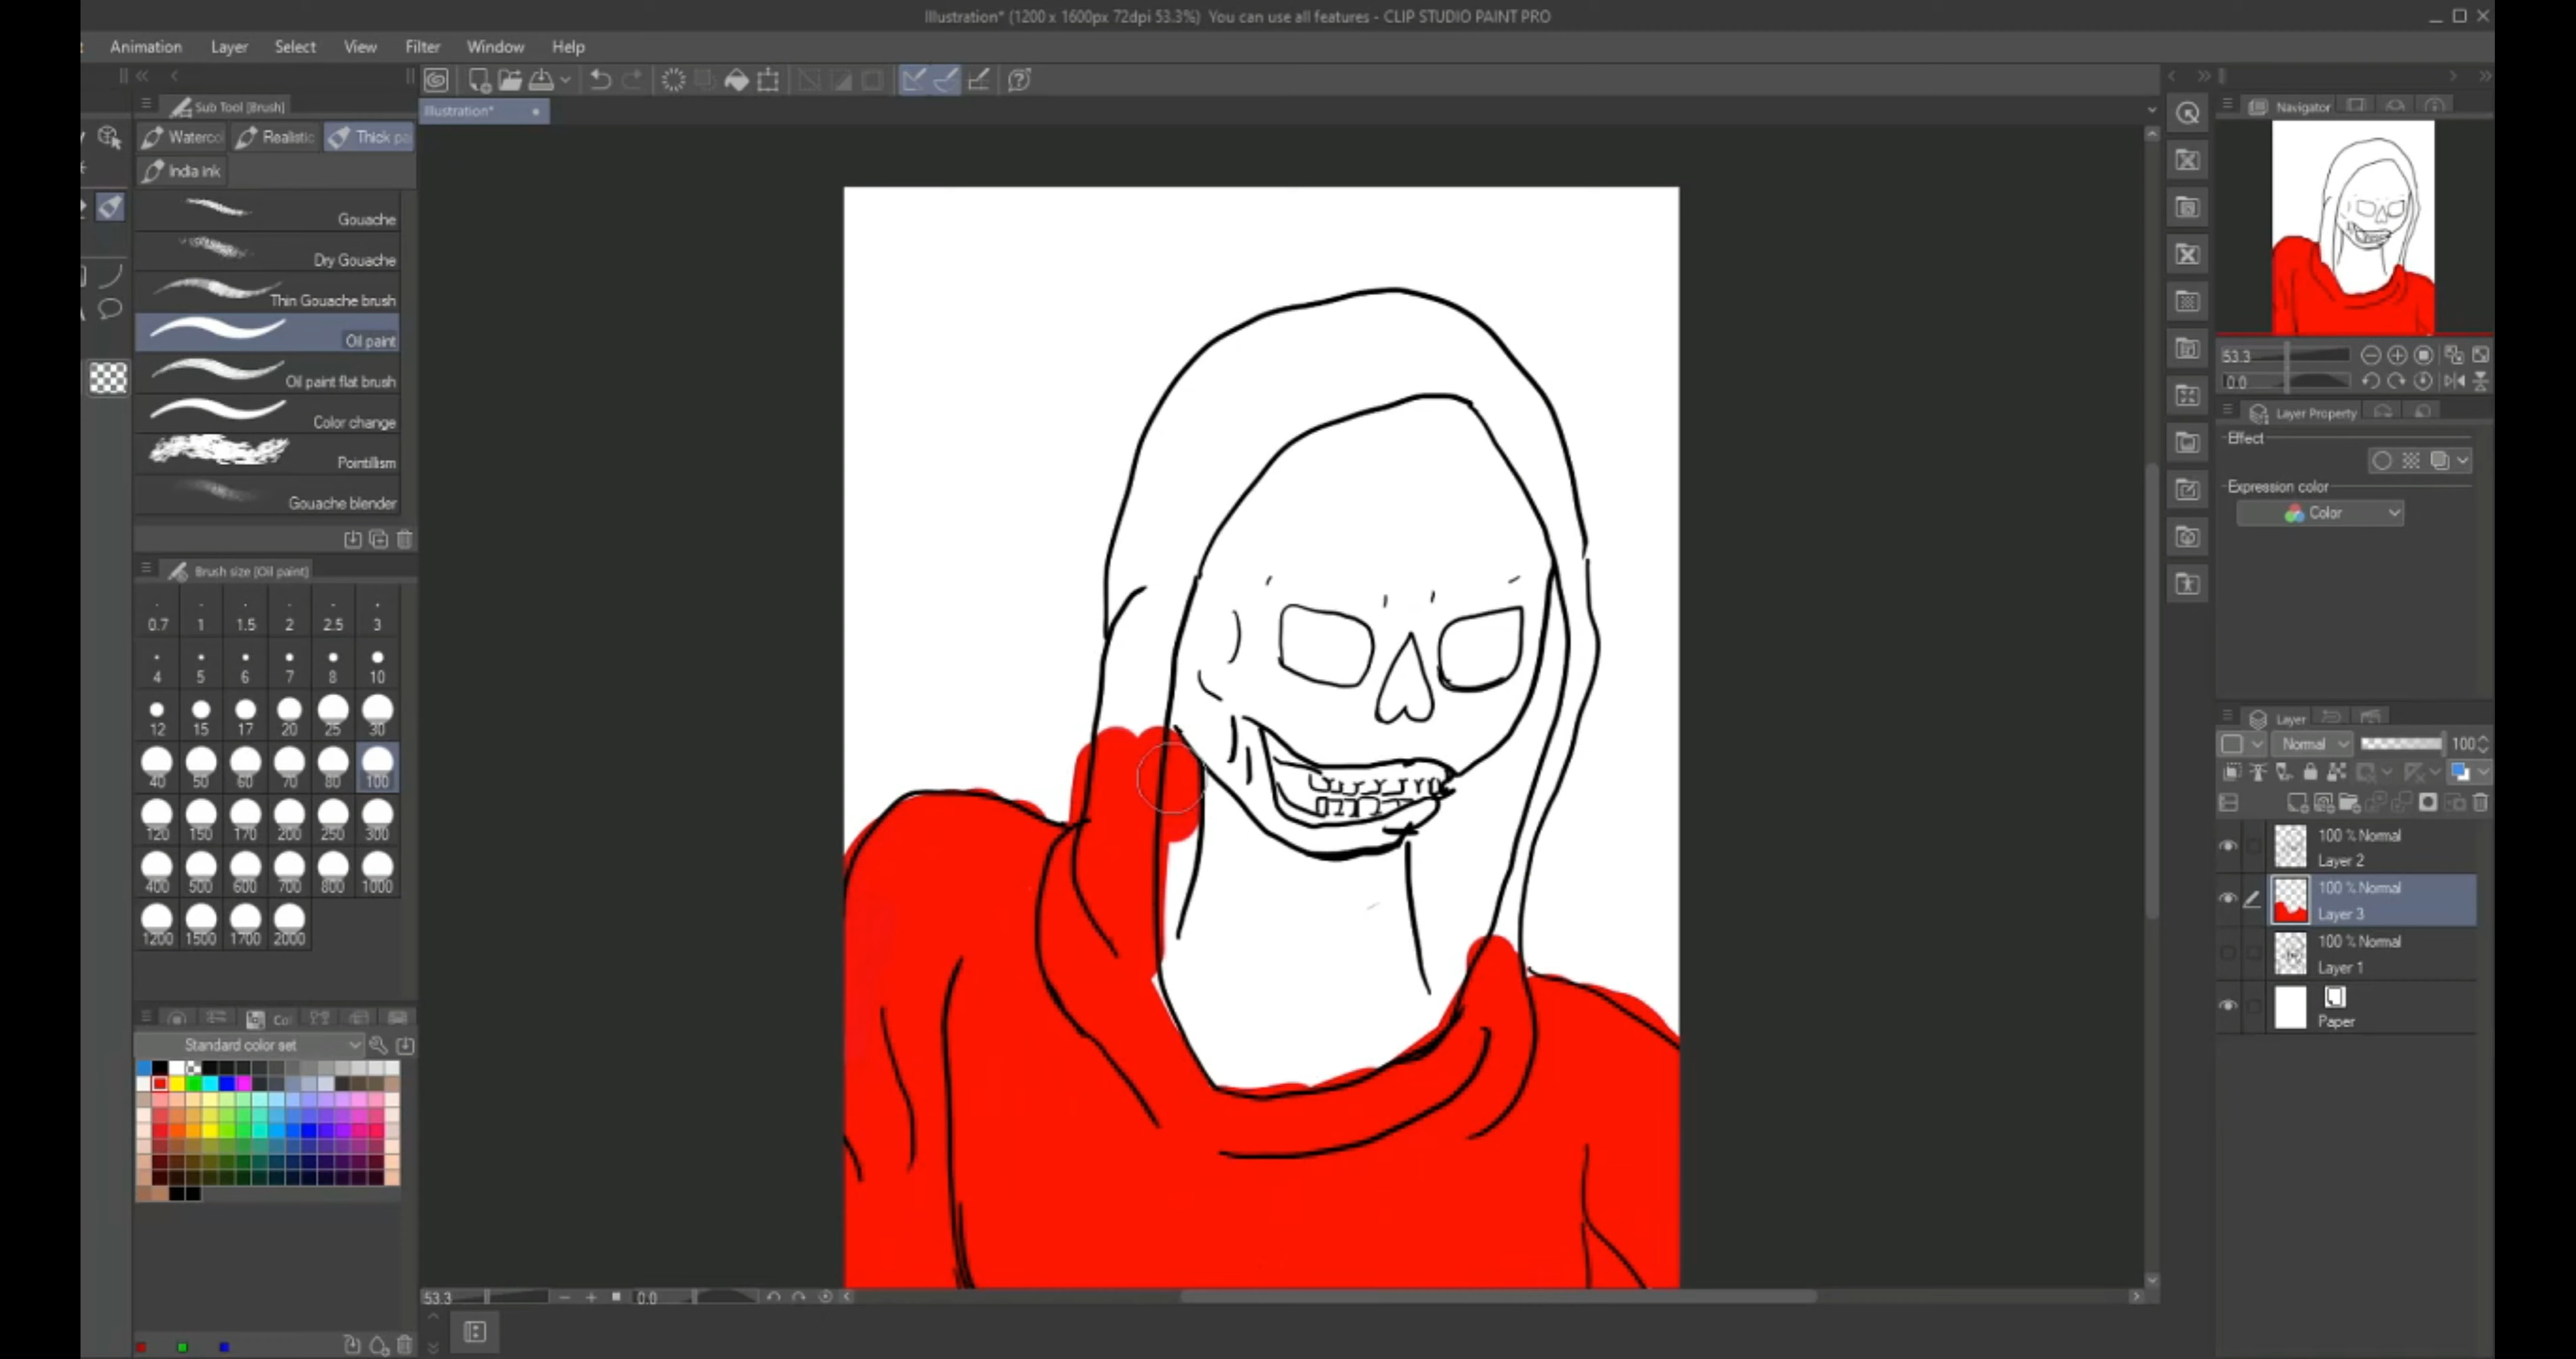 Illustration* (1200 x 1600px 72dpi 53.3%) You can use all features - CLIP STUDIO PAINT PRO
Animation Layer Select View Filter Window Help
Sub Tool [Brush]
Illustration*
Navigator
Waterco Realistic Thick pa
India ink
Gouache
Dry Gouache
Thin Gouache brush
Oil paint
Oil paint flat brush
Color change
Pointillism
Gouache blender
Brush size [Oil paint]
0.7 1 1.5 2 2.5 3
4 5 6 7 8 10
12 15 17 20 25 30
40 50 60 70 80 100
120 150 170 200 250 300
400 500 600 700 800 1000
1200 1500 1700 2000
Col
Standard color set
53.3 0.0
53.3
0.0
Layer Property
Effect
Expression color
Color
Layer
Normal 100
100 % Normal
Layer 2
100 % Normal
Layer 3
100 % Normal
Layer 1
Paper